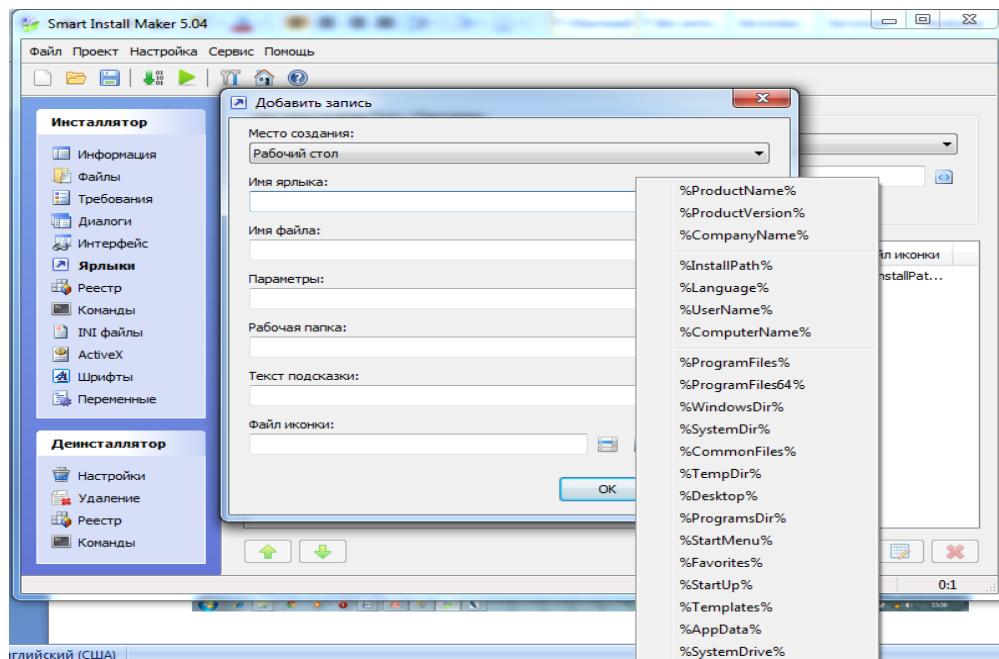 Smart Install Maker 5.04
Файл Проект Настройка Сервис Помощь
Инсталлятор
Информация
Файлы
Требования
Диалоги
Интерфейс
Ярлыки
Реестр
Команды
INI файлы
ActiveX
Шрифты
Переменные
Деинсталлятор
Настройки
Удаление
Реестр
Команды
Добавить запись
Место создания:
Рабочий стол
Имя ярлыка:
Имя файла:
Параметры:
Рабочая папка:
Текст подсказки:
Файл иконки:
OK
%ProductName%
%ProductVersion%
%CompanyName%
%InstallPath%
%Language%
%UserName%
%ComputerName%
%ProgramFiles%
%ProgramFiles64%
%WindowsDir%
%SystemDir%
%CommonFiles%
%TempDir%
%Desktop%
%ProgramsDir%
%StartMenu%
%Favorites%
%StartUp%
%Templates%
%AppData%
%SystemDrive%
йл иконки
nstallPat...
0:1
15:36
глийский (США)